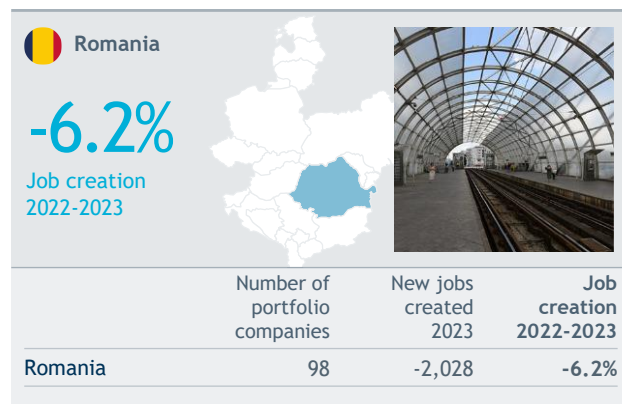 Romania
-6.2%
Job creation
2022-2023
Number of portfolio companies
New jobs created 2023
Job creation 2022-2023
Romania 98 -2,028 -6.2%